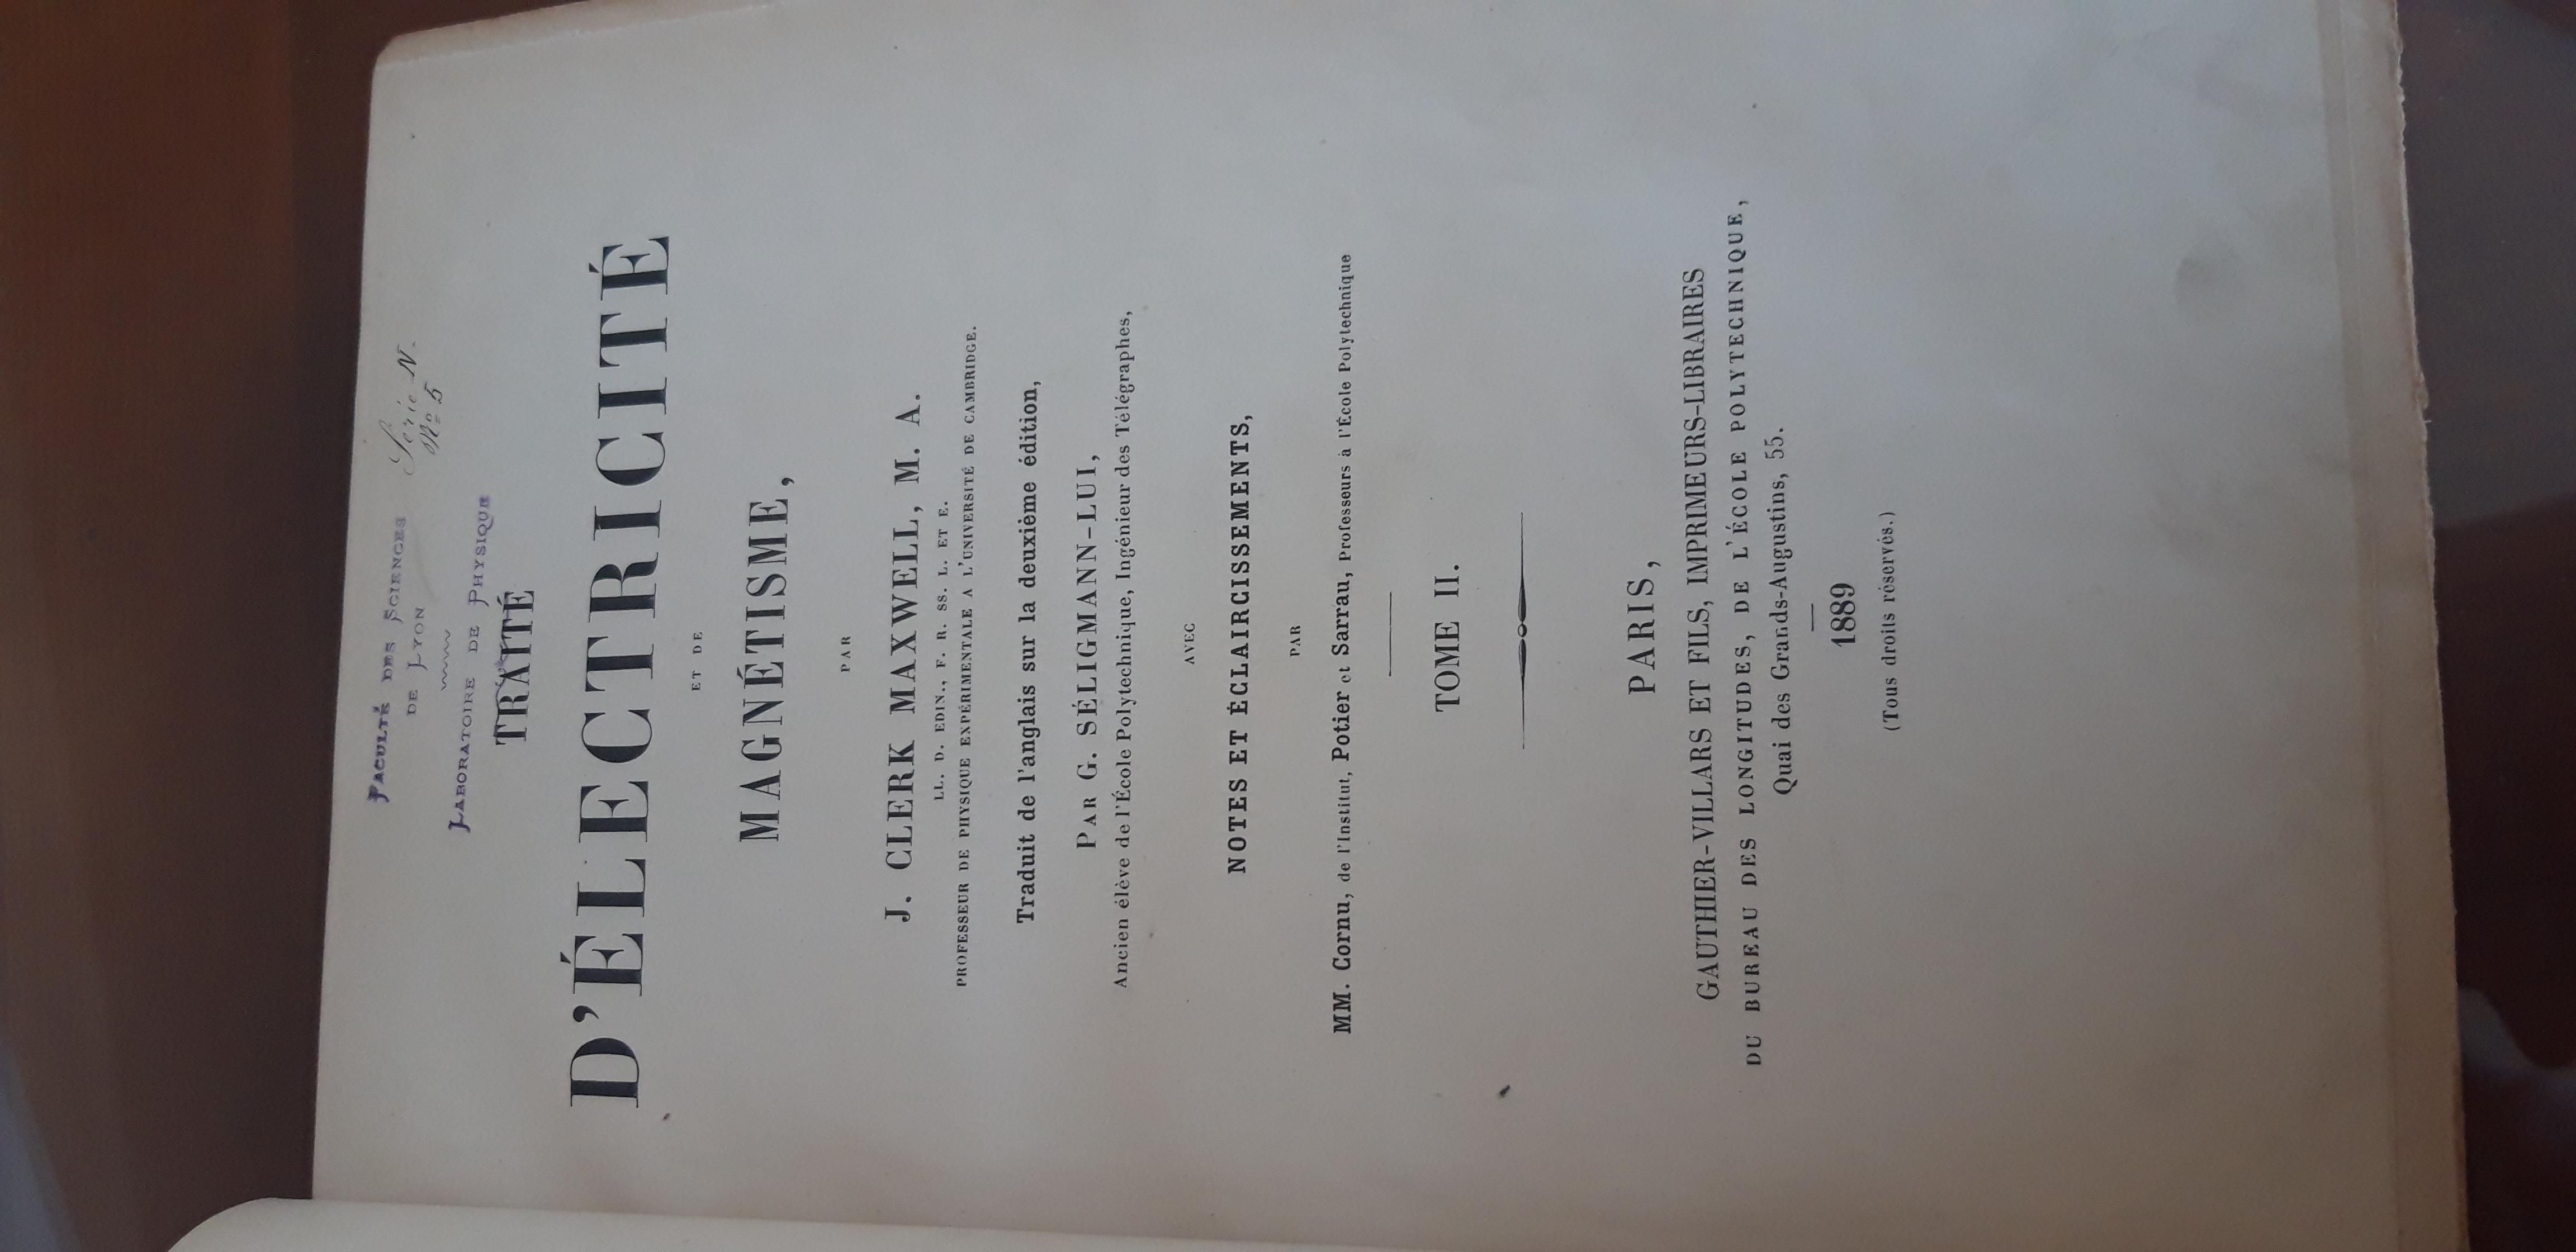 FACULTÉ DES SCIENCES
DE LYON
LABORATOIRE DE PHYSIQUE
Serie N.
Nº 5
TRAITÉ
D'ÉLECTRICITÉ
ET DE
MAGNÉTISME,
PAR
J. CLERK MAXWELL, M. A.
LL. D. EDIN., F. R. SS. L. ET E.
PROFESSEUR DE PHYSIQUE EXPÉRIMENTALE A L'UNIVERSITÉ DE CAMBRIDGE.
Traduit de l'anglais sur la deuxième édition,
PAR G. SÉLIGMANN-LUI,
Ancien élève de l'École Polytechnique, Ingénieur des Télégraphes,
AVEC
NOTES ET ÉCLAIRCISSEMENTS,
PAR
MM. Cornu, de l'Institut, Potier et Sarrau, Professeurs à l'École Polytechnique
TOME II.
PARIS,
GAUTHIER-VILLARS ET FILS, IMPRIMEURS-LIBRAIRES
DU BUREAU DES LONGITUDES, DE L'ÉCOLE POLYTECHNIQUE,
Quai des Grands-Augustins, 55.
1889
(Tous droits réservés.)